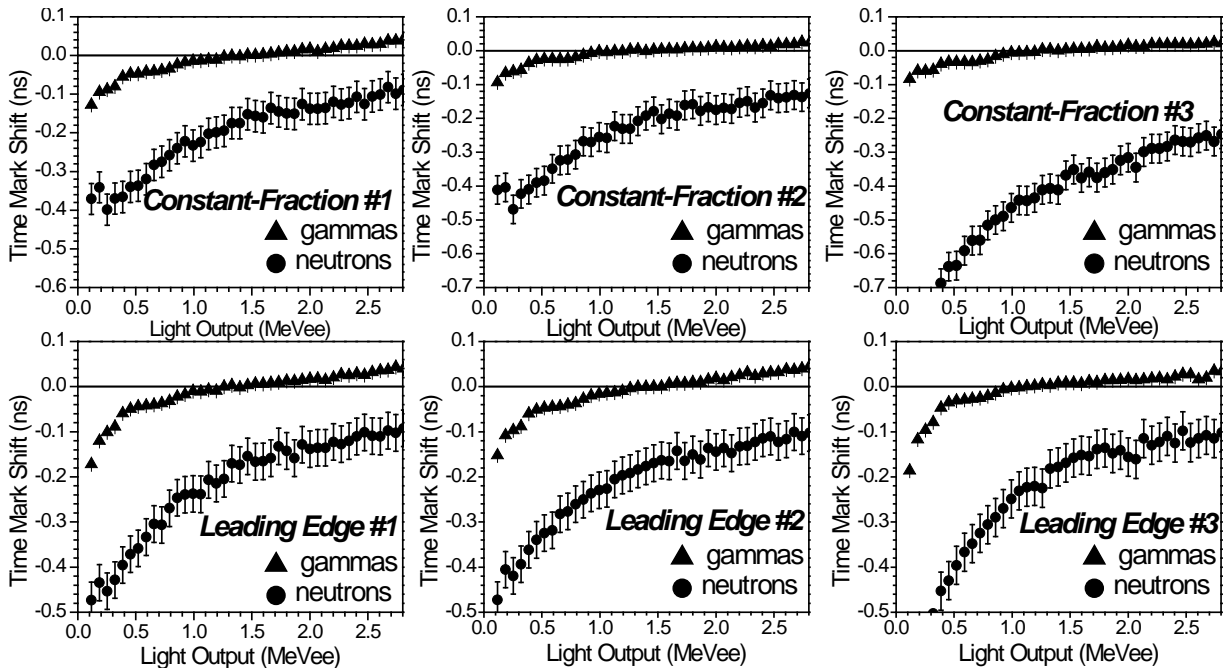 0.1
0.0
-0.1
-0.2
-0.3
-0.4
-0.5
-0.6
Time Mark Shift (ns)
Constant-Fraction #1
gammas
neutrons
0.0 0.5 1.0 1.5 2.0 2.5
Light Output (MeVee)
0.1
0.0
-0.1
-0.2
-0.3
-0.4
-0.5
-0.6
-0.7
Time Mark Shift (ns)
Constant-Fraction #2
gammas
neutrons
0.0 0.5 1.0 1.5 2.0 2.5
Light Output (MeVee)
0.1
0.0
-0.1
-0.2
-0.3
-0.4
-0.5
-0.6
-0.7
Time Mark Shift (ns)
Constant-Fraction #3
gammas
neutrons
0.0 0.5 1.0 1.5 2.0 2.5
Light Output (MeVee)
0.1
0.0
-0.1
-0.2
-0.3
-0.4
-0.5
Time Mark Shift (ns)
Leading Edge #1
gammas
neutrons
0.0 0.5 1.0 1.5 2.0 2.5
Light Output (MeVee)
0.1
0.0
-0.1
-0.2
-0.3
-0.4
-0.5
Time Mark Shift (ns)
Leading Edge #2
gammas
neutrons
0.0 0.5 1.0 1.5 2.0 2.5
Light Output (MeVee)
0.1
0.0
-0.1
-0.2
-0.3
-0.4
-0.5
Time Mark Shift (ns)
Leading Edge #3
gammas
neutrons
0.0 0.5 1.0 1.5 2.0 2.5
Light Output (MeVee)